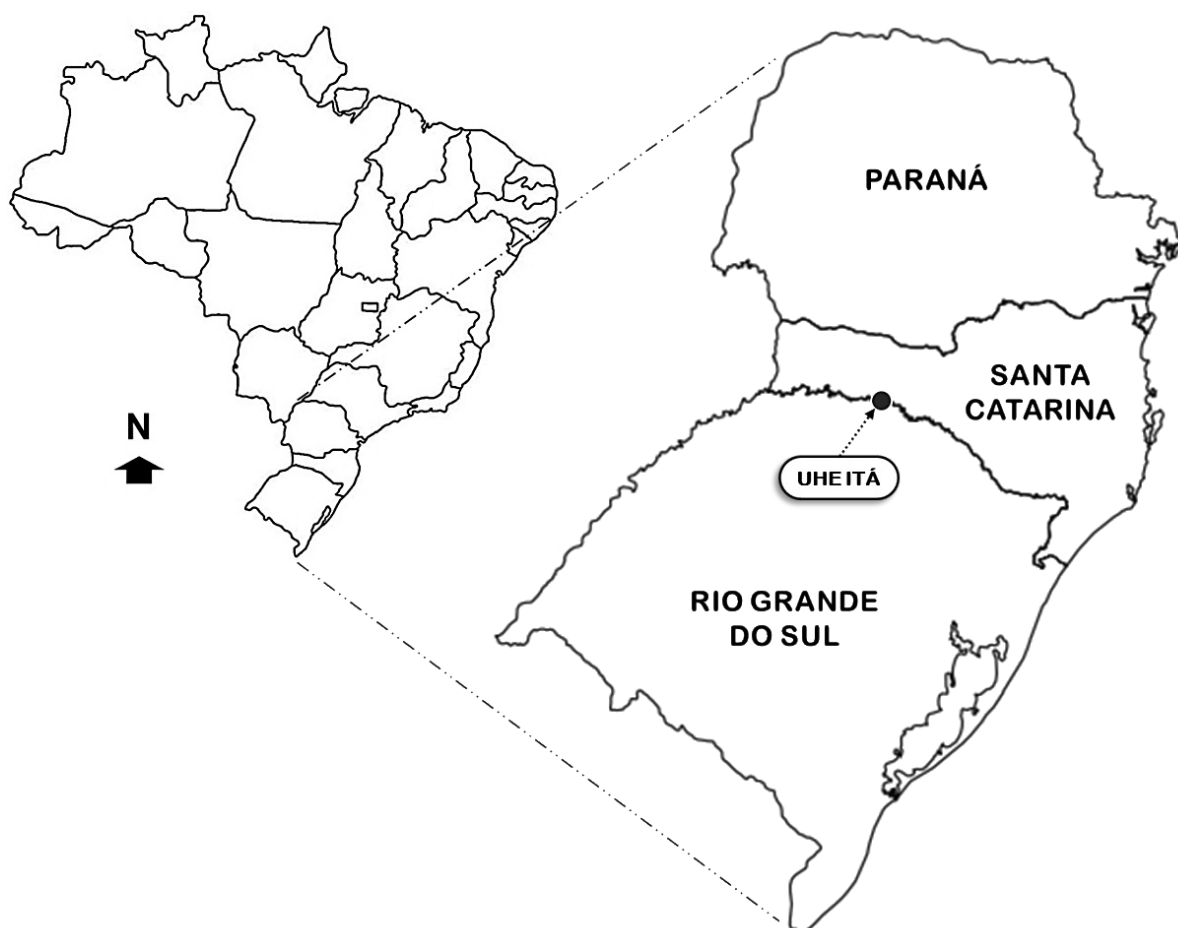 N
PARANÁ
SANTA
CATARINA
UHE ITÁ
RIO GRANDE
DO SUL